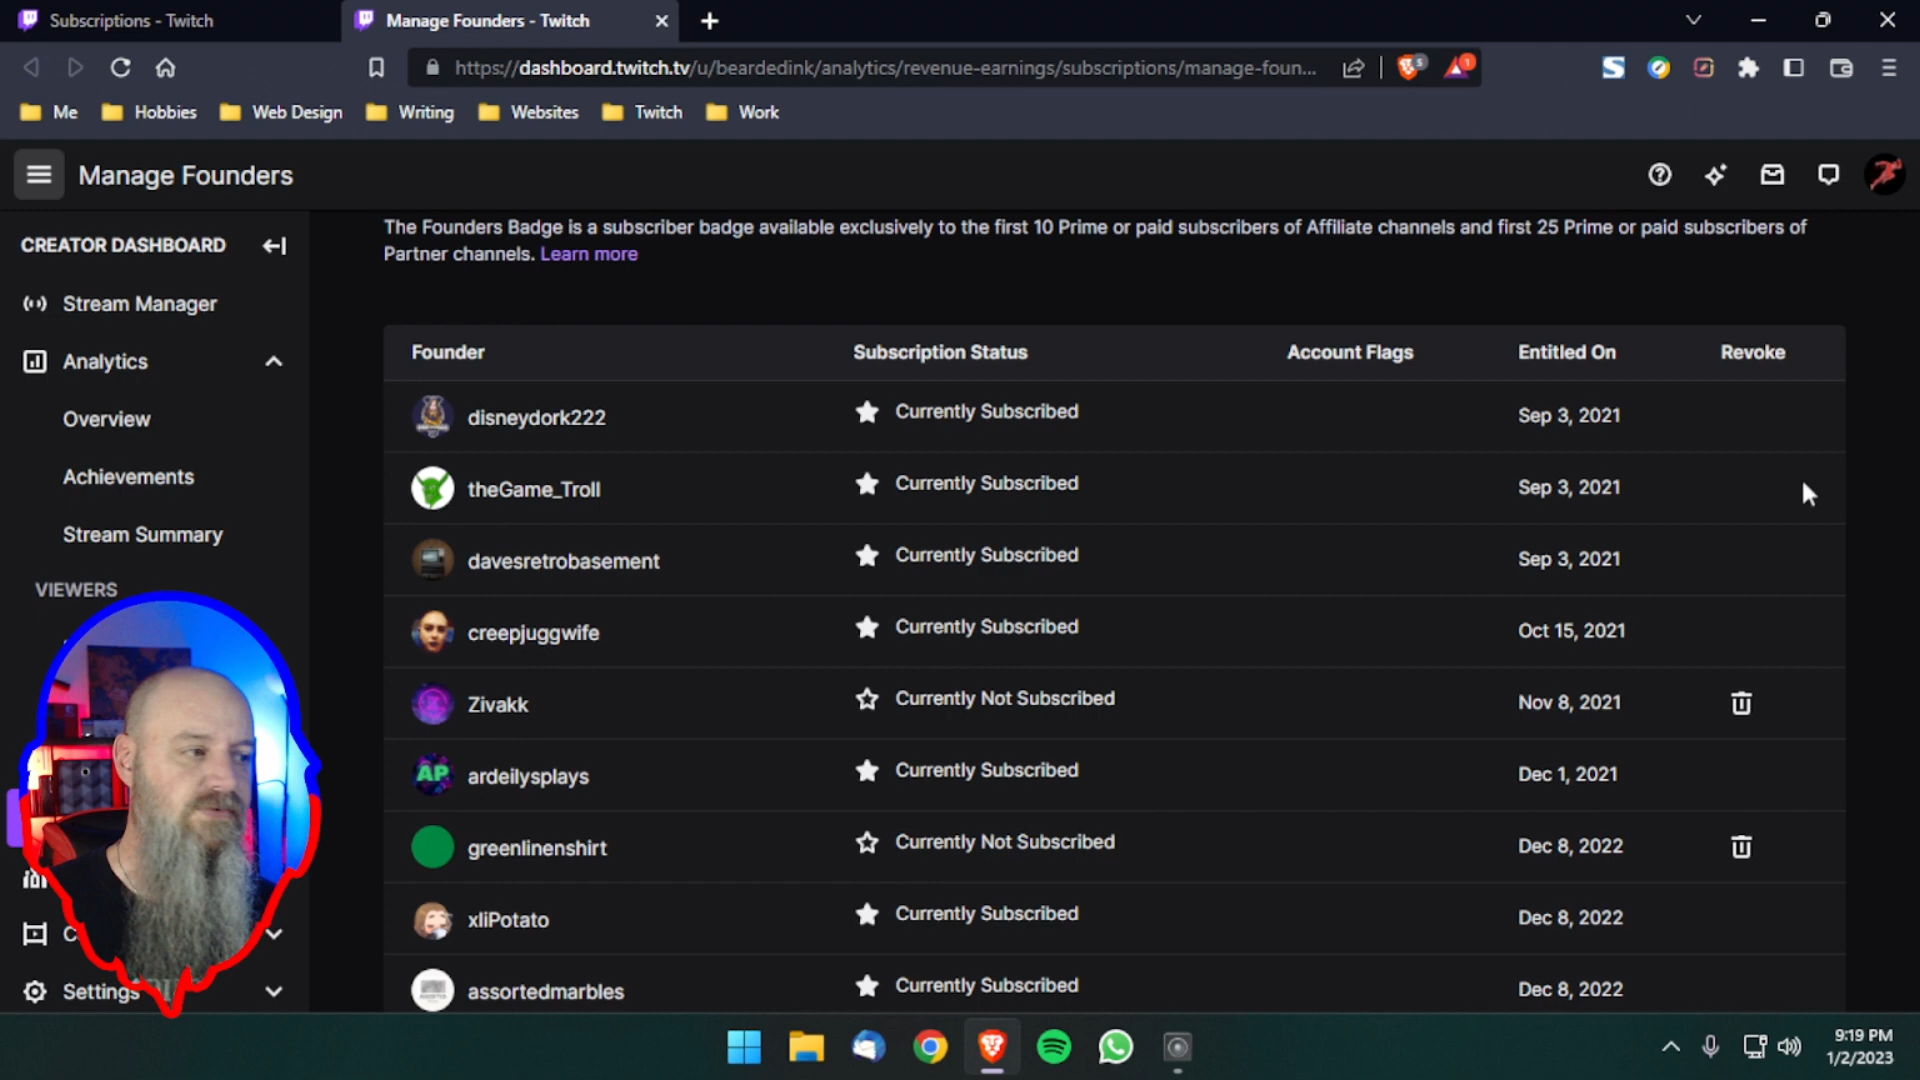 Subscriptions - Twitch
Manage Founders - Twitch
https://dashboard.twitch.tv/u/beardedink/analytics/revenue-earnings/subscriptions/manage-foun...
5
1
Me
Hobbies
Web Design
Writing
Websites
Twitch
Work
Manage Founders
CREATOR DASHBOARD
Stream Manager
Analytics
Overview
Achievements
Stream Summary
VIEWERS
C
Settings
The Founders Badge is a subscriber badge available exclusively to the first 10 Prime or paid subscribers of Affiliate channels and first 25 Prime or paid subscribers of
Partner channels. Learn more
Founder Subscription Status Account Flags Entitled On Revoke
disneydork222 Currently Subscribed Sep 3, 2021
theGame_Troll Currently Subscribed Sep 3, 2021
davesretrobasement Currently Subscribed Sep 3, 2021
creepjuggwife Currently Subscribed Oct 15, 2021
Zivakk Currently Not Subscribed Nov 8, 2021
AP
ardeilysplays Currently Subscribed Dec 1, 2021
greenlinenshirt Currently Not Subscribed Dec 8, 2022
xliPotato Currently Subscribed Dec 8, 2022
assortedmarbles Currently Subscribed Dec 8, 2022
9:19 PM
1/2/2023